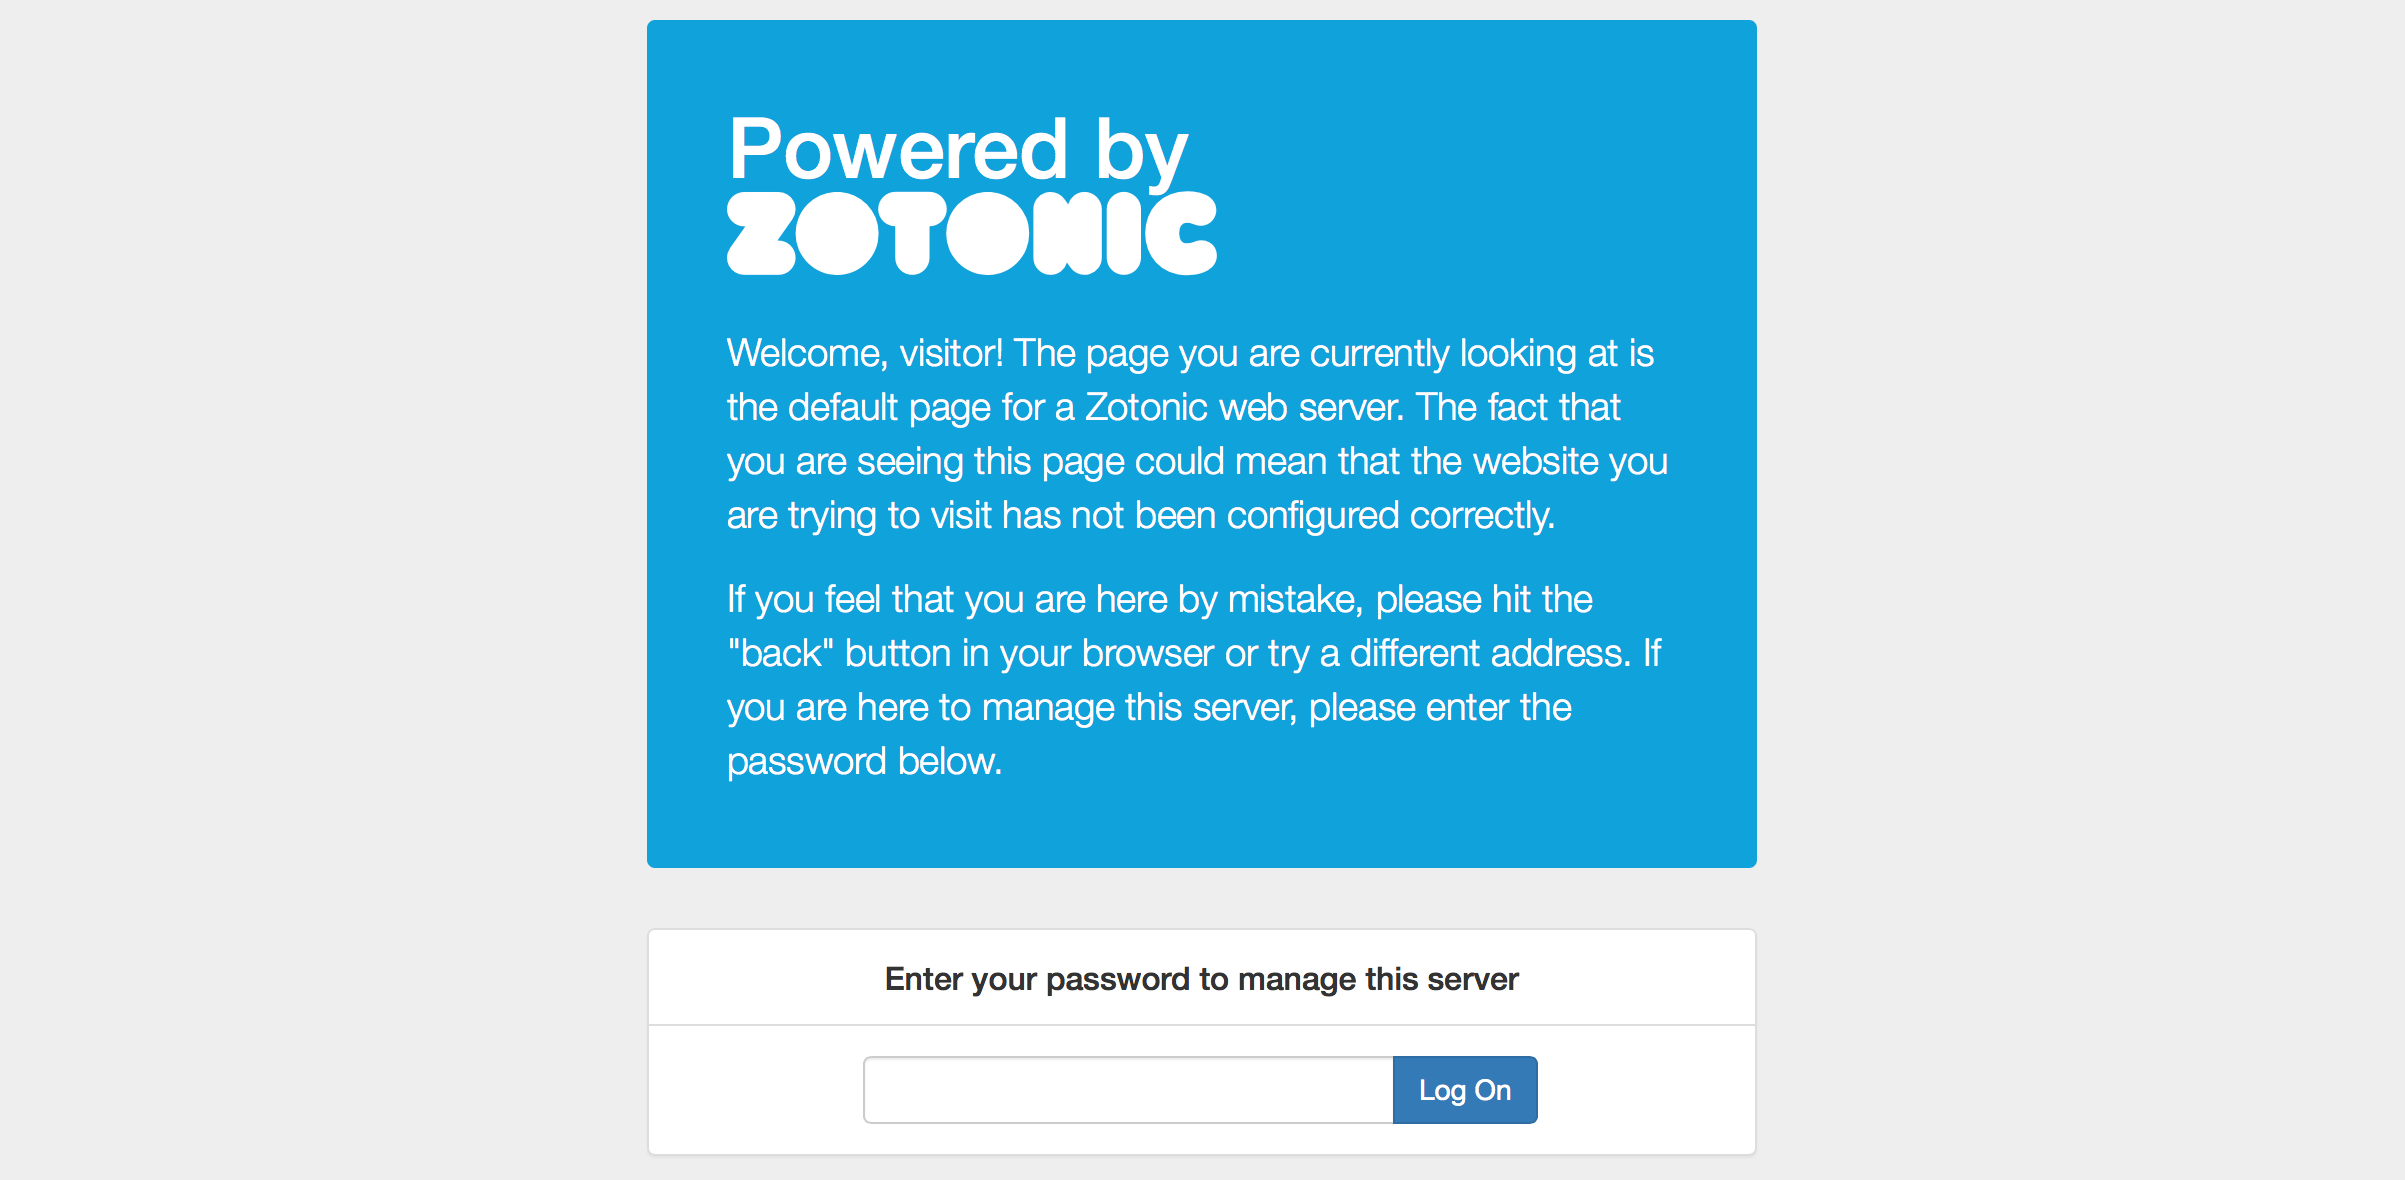 Powered by
ZOTONIC
Welcome, visitor! The page you are currently looking at is
the default page for a Zotonic web server. The fact that
you are seeing this page could mean that the website you
are trying to visit has not been configured correctly.
If you feel that you are here by mistake, please hit the
"back" button in your browser or try a different address. If
you are here to manage this server, please enter the
password below.
Enter your password to manage this server
Log On